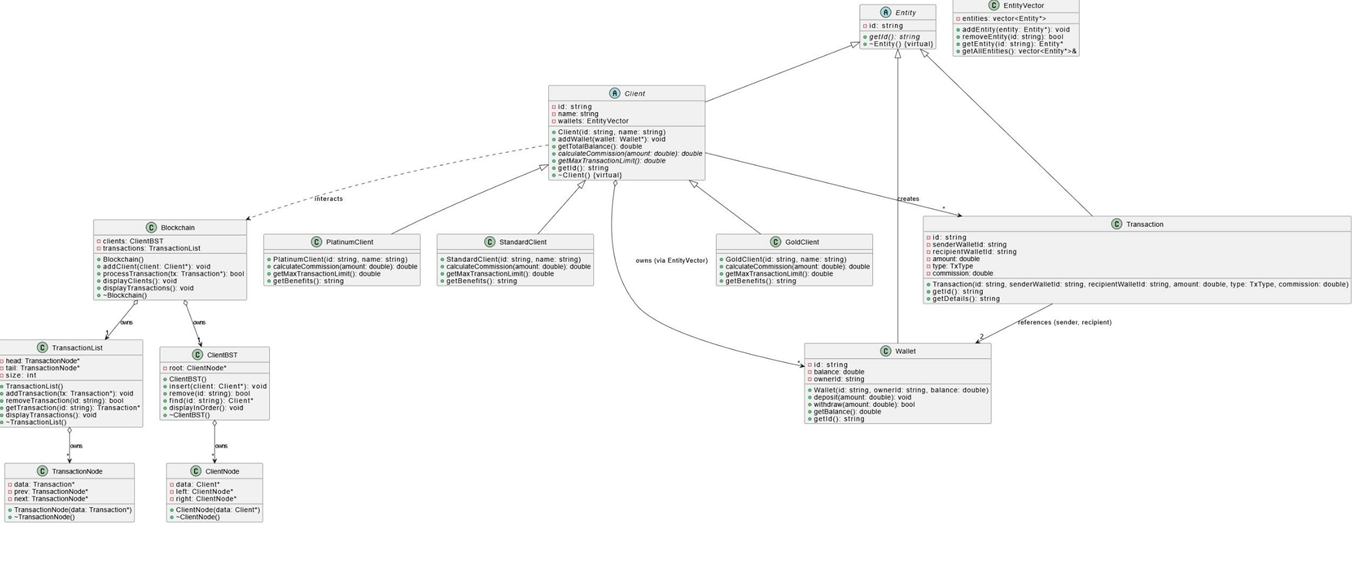 A Entity
id: string
getId(): string
~Entity() {virtual}
C EntityVector
entities: vector<Entity*>
addEntity(entity: Entity*): void
removeEntity(id: string): bool
getEntity(id: string): Entity*
getAllEntities(): vector<Entity*>&
A Client
id: string
name: string
wallets: EntityVector
Client(id: string, name: string)
addWallet(wallet: Wallet*): void
getTotalBalance(): double
calculateCommission(amount: double): double
getMaxTransactionLimit(): double
getId(): string
~Client() {virtual}
interacts
creates
*
C Blockchain
clients: ClientBST
transactions: TransactionList
Blockchain()
addClient(client: Client*): void
processTransaction(tx: Transaction*): bool
displayClients(): void
displayTransactions(): void
~Blockchain()
C PlatinumClient
PlatinumClient(id: string, name: string)
calculateCommission(amount: double): double
getMaxTransactionLimit(): double
getBenefits(): string
C StandardClient
StandardClient(id: string, name: string)
calculateCommission(amount: double): double
getMaxTransactionLimit(): double
getBenefits(): string
owns (via EntityVector)
C GoldClient
GoldClient(id: string, name: string)
calculateCommission(amount: double): double
getMaxTransactionLimit(): double
getBenefits(): string
C Transaction
id: string
senderWalletId: string
recipientWalletId: string
amount: double
type: TxType
commission: double
Transaction(id: string, senderWalletId: string, recipientWalletId: string, amount: double, type: TxType, commission: double)
getId(): string
getDetails(): string
owns
1
owns
1
references (sender, recipient)
2
*
C TransactionList
head: TransactionNode*
tail: TransactionNode*
size: int
TransactionList()
addTransaction(tx: Transaction*): void
removeTransaction(id: string): bool
getTransaction(id: string): Transaction*
displayTransactions(): void
~TransactionList()
C ClientBST
root: ClientNode*
ClientBST()
insert(client: Client*): void
remove(id: string): bool
find(id: string): Client*
displayInOrder(): void
~ClientBST()
C Wallet
id: string
balance: double
ownerId: string
Wallet(id: string, ownerId: string, balance: double)
deposit(amount: double): void
withdraw(amount: double): bool
getBalance(): double
getId(): string
owns
*
owns
*
C TransactionNode
data: Transaction*
prev: TransactionNode*
next: TransactionNode*
TransactionNode(data: Transaction*)
~TransactionNode()
C ClientNode
data: Client*
left: ClientNode*
right: ClientNode*
ClientNode(data: Client*)
~ClientNode()